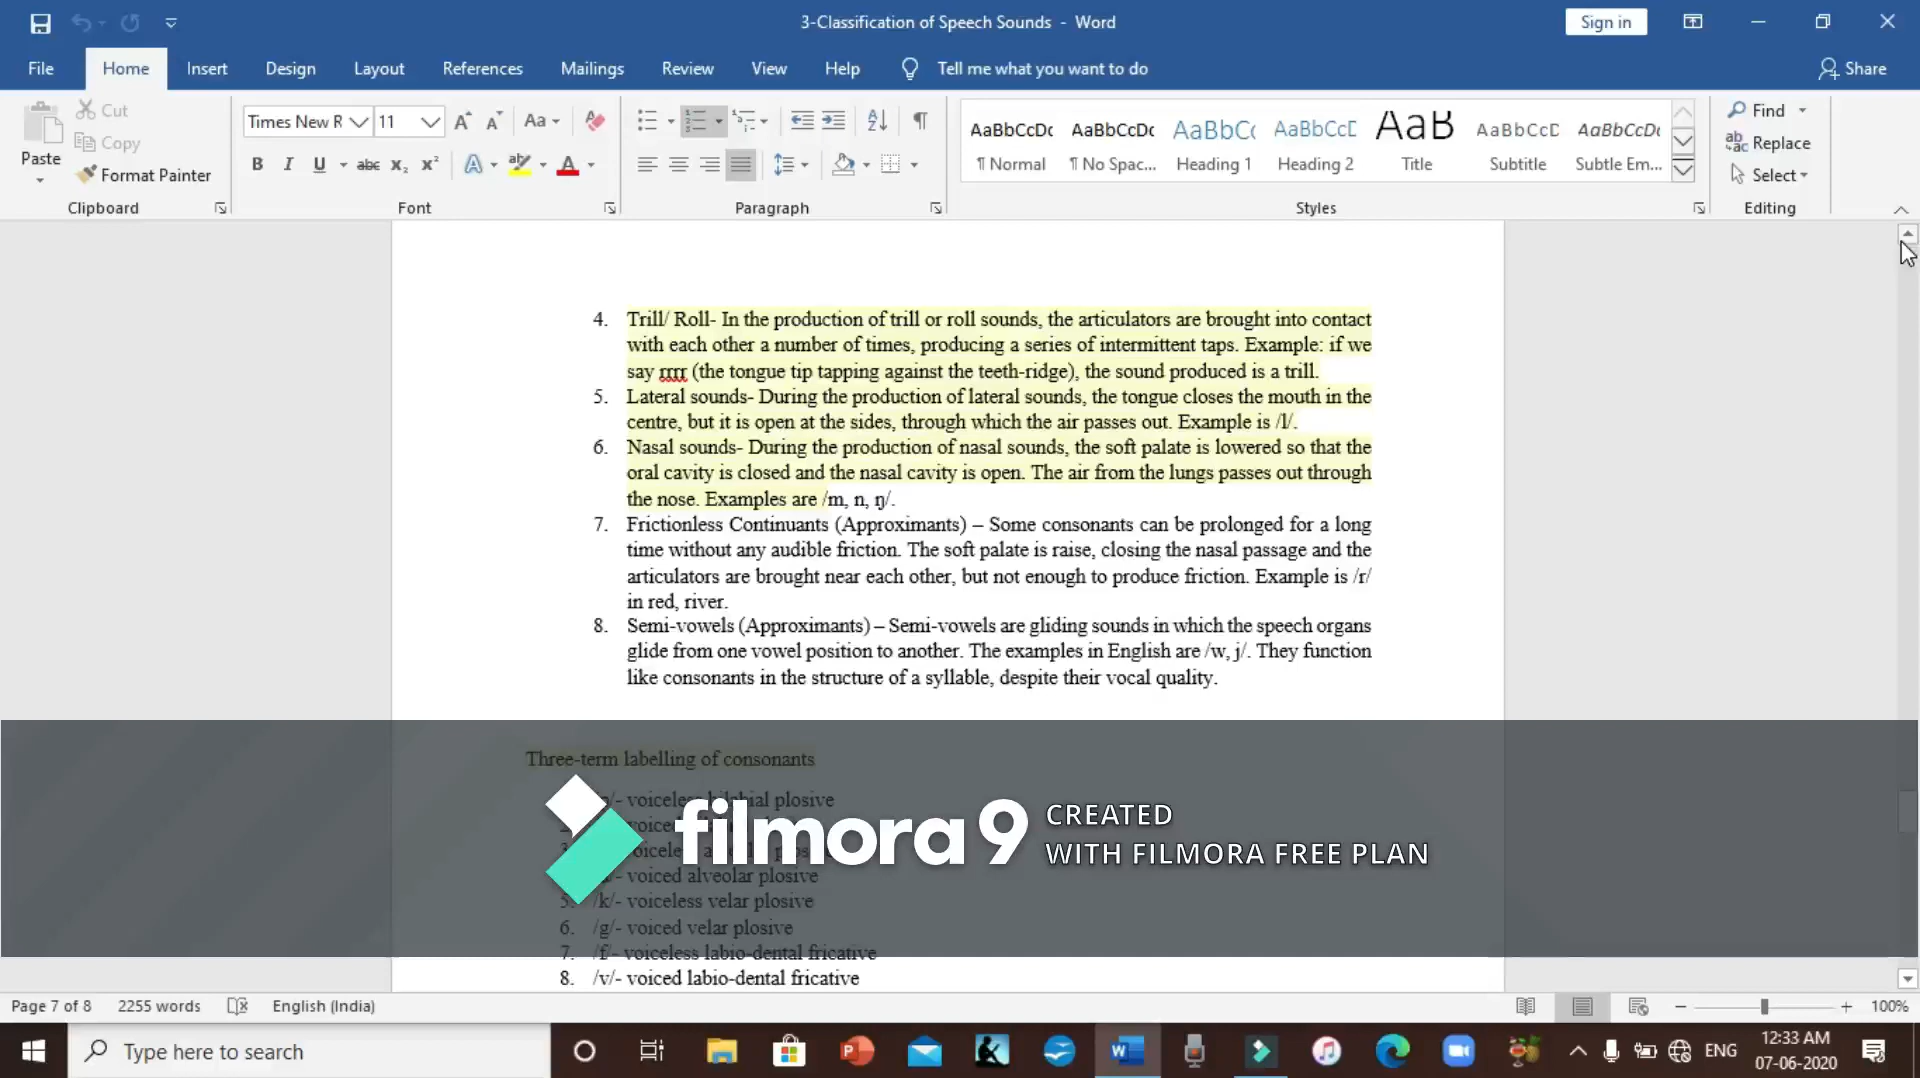 3-Classification of Speech Sounds - Word
Sign in
File Home Insert Design Layout References Mailings Review View Help Tell me what you want to do Share
Paste
Cut
Copy
Format Painter
Clipboard
Times New R 11
Font
Paragraph
AaBbCcDc AaBbCcDc AaBbC( AaBbCcD AaB AaBbCcD AaBbCcDc
¶ Normal ¶ No Spac... Heading 1 Heading 2 Title Subtitle Subtle Em...
Styles
Find
Replace
Select
Editing
4. Trill/ Roll- In the production of trill or roll sounds, the articulators are brought into contact
with each other a number of times, producing a series of intermittent taps. Example: if we
say rrrr (the tongue tip tapping against the teeth-ridge), the sound produced is a trill.
5. Lateral sounds- During the production of lateral sounds, the tongue closes the mouth in the
centre, but it is open at the sides, through which the air passes out. Example is /l/.
6. Nasal sounds- During the production of nasal sounds, the soft palate is lowered so that the
oral cavity is closed and the nasal cavity is open. The air from the lungs passes out through
the nose. Examples are /m, n, ŋ/.
7. Frictionless Continuants (Approximants) – Some consonants can be prolonged for a long
time without any audible friction. The soft palate is raise, closing the nasal passage and the
articulators are brought near each other, but not enough to produce friction. Example is /r/
in red, river.
8. Semi-vowels (Approximants) – Semi-vowels are gliding sounds in which the speech organs
glide from one vowel position to another. The examples in English are /w, j/. They function
like consonants in the structure of a syllable, despite their vocal quality.
Three-term labelling of consonants
voiceless bilabial plosive
voiced alveolar plosive
5. /k/- voiceless velar plosive
6. /g/- voiced velar plosive
7. /f/- voiceless labio-dental fricative
8. /v/- voiced labio-dental fricative
filmora9 CREATED
WITH FILMORA FREE PLAN
Page 7 of 8 2255 words English (India) 100%
Type here to search
ENG
12:33 AM
07-06-2020